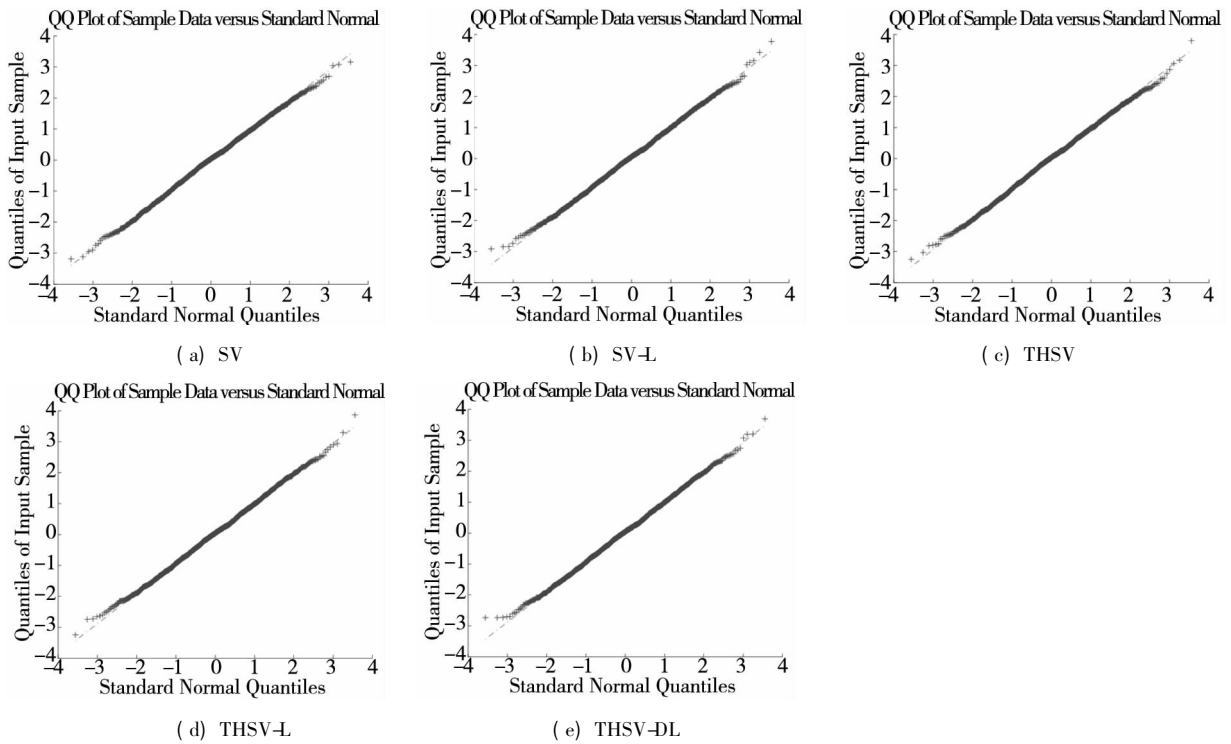 QQ Plot of Sample Data versus Standard Normal
Quantiles of Input Sample
4
3
2
1
0
−1
−2
−3
−4
−4 −3 −2 −1 0 1 2 3 4
Standard Normal Quantiles
( a) SV
QQ Plot of Sample Data versus Standard Normal
Quantiles of Input Sample
4
3
2
1
0
−1
−2
−3
−4
−4 −3 −2 −1 0 1 2 3 4
Standard Normal Quantiles
( b) SV-L
QQ Plot of Sample Data versus Standard Normal
Quantiles of Input Sample
4
3
2
1
0
−1
−2
−3
−4
−4 −3 −2 −1 0 1 2 3 4
Standard Normal Quantiles
( c) THSV
QQ Plot of Sample Data versus Standard Normal
Quantiles of Input Sample
4
3
2
1
0
−1
−2
−3
−4
−4 −3 −2 −1 0 1 2 3 4
Standard Normal Quantiles
( d) THSV-L
QQ Plot of Sample Data versus Standard Normal
Quantiles of Input Sample
4
3
2
1
0
−1
−2
−3
−4
−4 −3 −2 −1 0 1 2 3 4
Standard Normal Quantiles
( e) THSV-DL